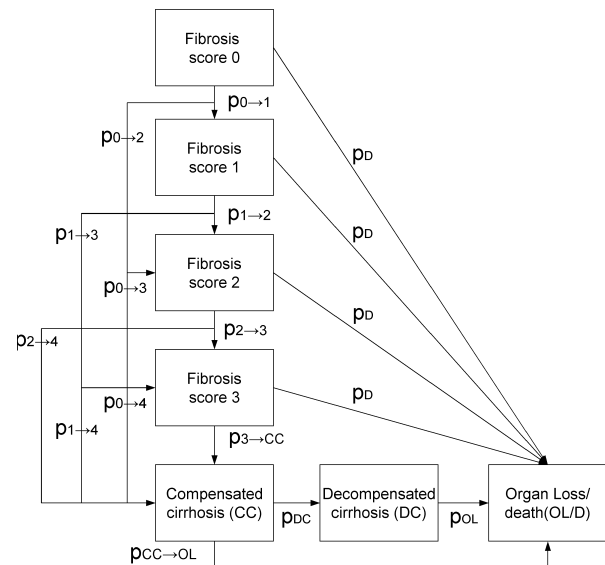 Fibrosis
score 0
p0→1
p0→2
Fibrosis
score 1
pD
p1→2
p1→3
pD
Fibrosis
score 2
p0→3
pD
p2→3
p2→4
Fibrosis
score 3
pD
p0→4
p1→4
p3→CC
Compensated
cirrhosis (CC)
pDC
Decompensated
cirrhosis (DC)
pOL
Organ Loss/
death(OL/D)
pCC→OL